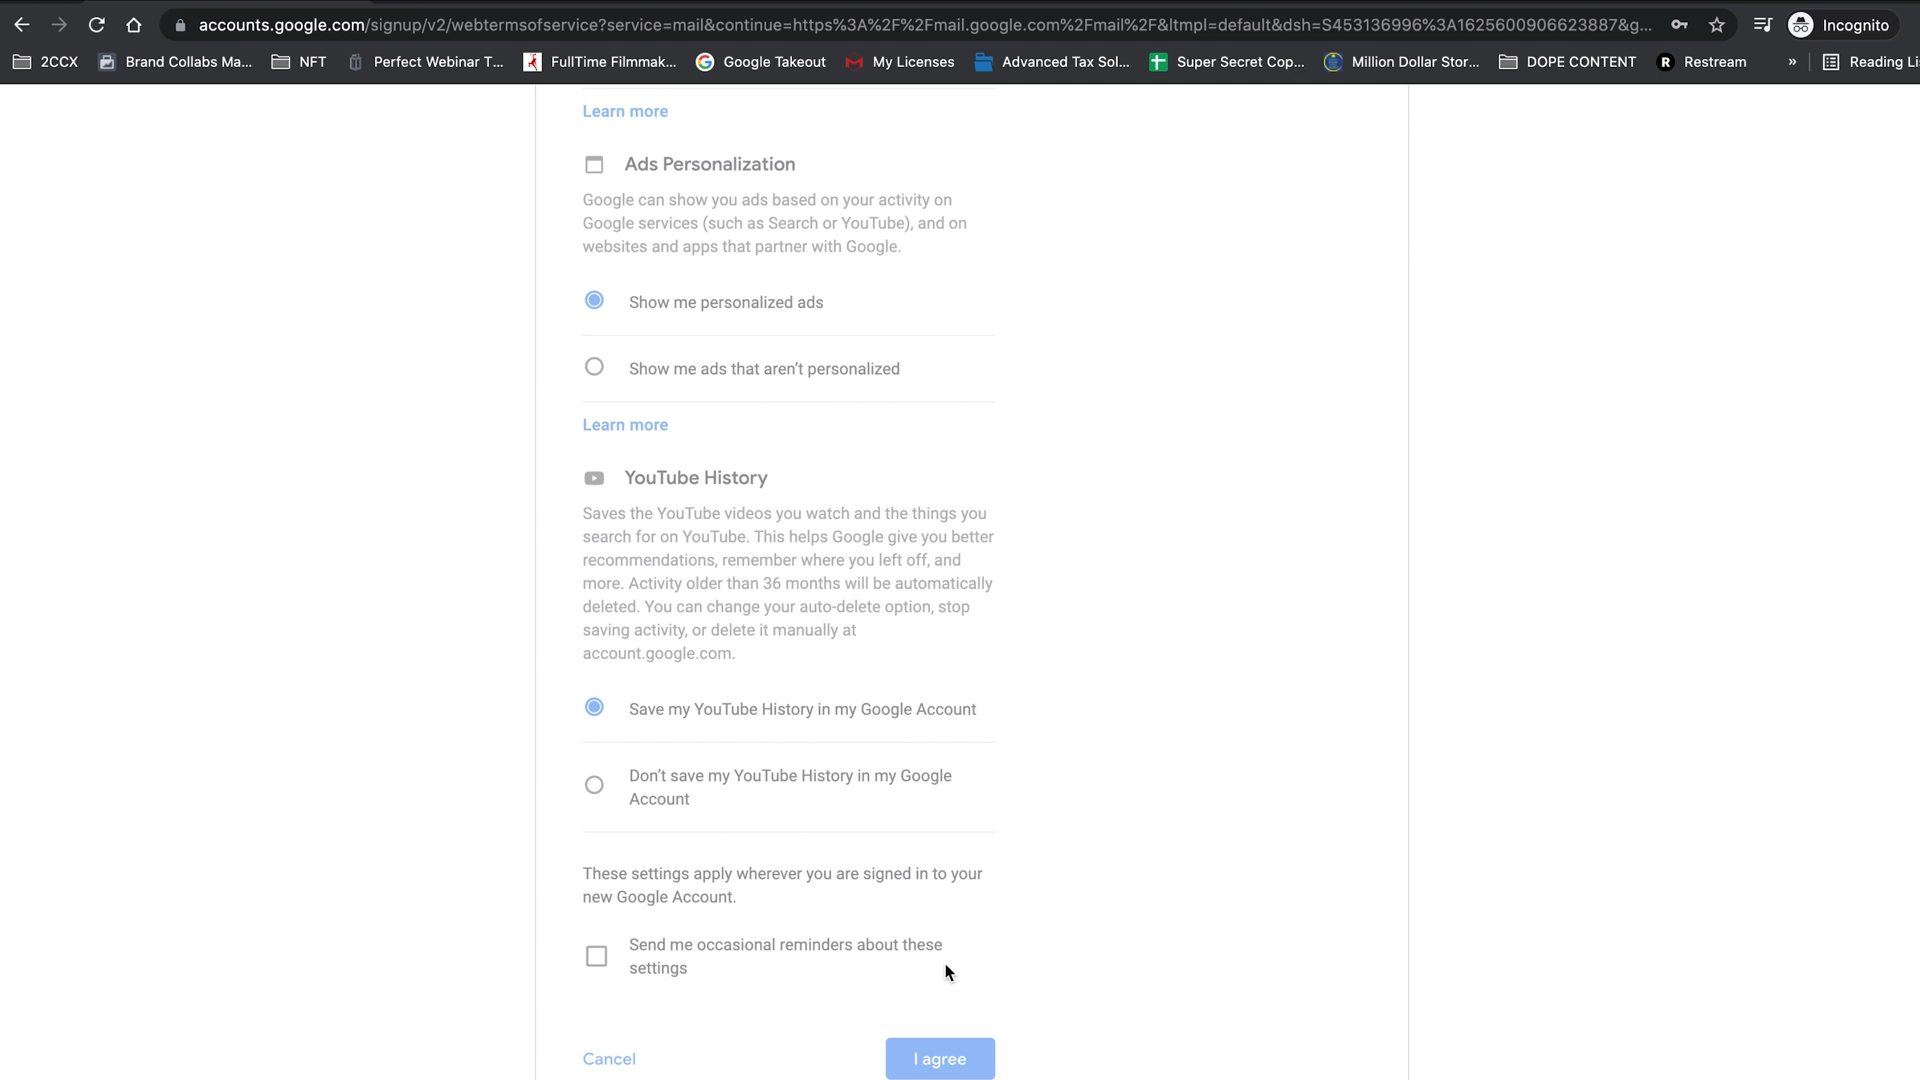 accounts.google.com/signup/v2/webtermsofservice?service=mail&continue=https%3A%2F%2Fmail.google.com%2Fmail%2F&ltmpl=default&dsh=S453136996%3A1625600906623887&g...
Incognito
2CCX
Brand Collabs Ma...
NFT
Perfect Webinar T...
FullTime Filmmak...
Google Takeout
My Licenses
Advanced Tax Sol...
Super Secret Cop...
Million Dollar Stor...
DOPE CONTENT
R Restream
»
Reading Li
Learn more
Ads Personalization
Google can show you ads based on your activity on
Google services (such as Search or YouTube), and on
websites and apps that partner with Google.
Show me personalized ads
Show me ads that aren't personalized
Learn more
YouTube History
Saves the YouTube videos you watch and the things you
search for on YouTube. This helps Google give you better
recommendations, remember where you left off, and
more. Activity older than 36 months will be automatically
deleted. You can change your auto-delete option, stop
saving activity, or delete it manually at
account.google.com.
Save my YouTube History in my Google Account
Don't save my YouTube History in my Google
Account
These settings apply wherever you are signed in to your
new Google Account.
Send me occasional reminders about these
settings
Cancel
I agree